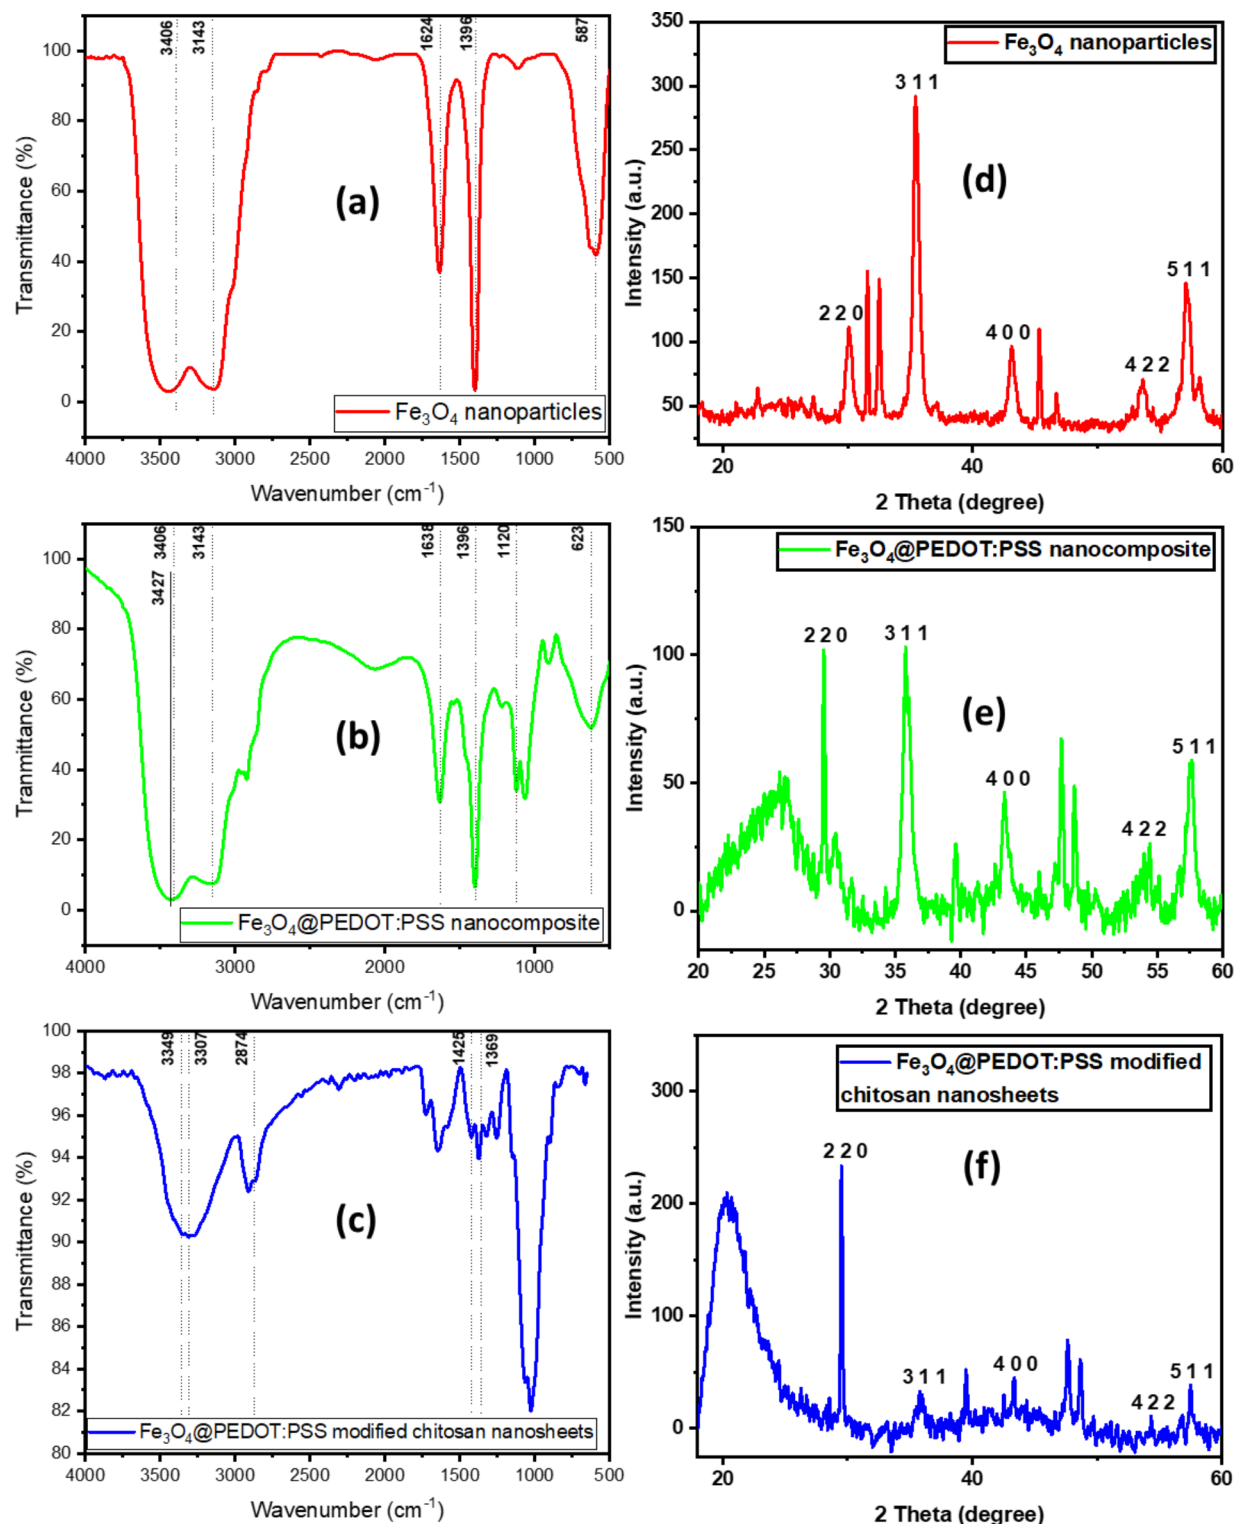 3406
3143
1624
1396
587
100
80
60
40
20
0
Transmittance (%)
(a)
Fe₃O₄ nanoparticles
4000 3500 3000 2500 2000 1500 1000 500
Wavenumber (cm⁻¹)
350
300
250
200
150
100
50
Intensity (a.u.)
Fe₃O₄ nanoparticles
3 1 1
(d)
5 1 1
2 2 0
4 0 0
4 2 2
20 40 60
2 Theta (degree)
3427
3406
3143
1638
1396
1120
623
100
80
60
40
20
0
Tranmittance (%)
(b)
Fe₃O₄@PEDOT:PSS nanocomposite
4000 3000 2000 1000
Wavenumber (cm⁻¹)
150
100
50
0
Intensity (a.u.)
Fe₃O₄@PEDOT:PSS nanocomposite
2 2 0
3 1 1
(e)
5 1 1
4 0 0
4 2 2
20 25 30 35 40 45 50 55 60
2 Theta (degree)
3349
3307
2874
1425
1369
100
98
96
94
92
90
88
86
84
82
80
Transmittance (%)
(c)
Fe₃O₄@PEDOT:PSS modified chitosan nanosheets
4000 3500 3000 2500 2000 1500 1000 500
Wavenumber (cm⁻¹)
300
200
100
0
Intensity (a.u.)
Fe₃O₄@PEDOT:PSS modified
chitosan nanosheets
2 2 0
(f)
3 1 1
4 0 0
4 2 2
5 1 1
20 40 60
2 Theta (degree)